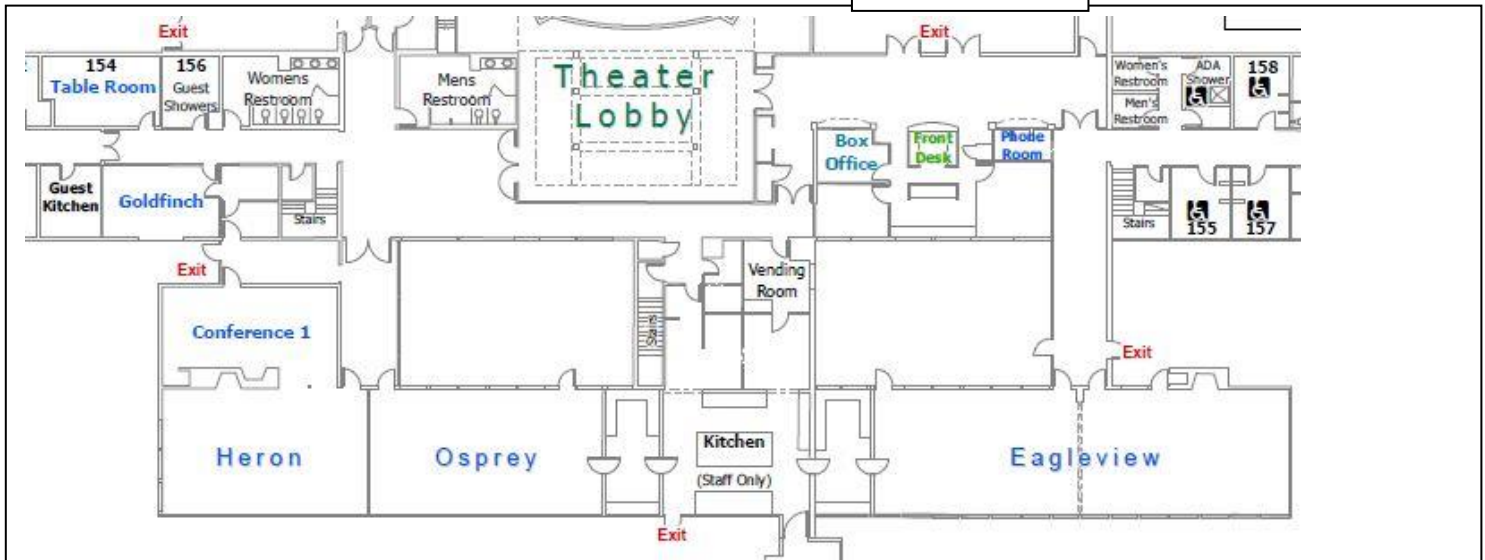 Exit
Exit
154
Table Room
156
Guest
Showers
Womens
Restroom
Mens
Restroom
Theater
Lobby
Women's
Restroom
ADA
Shower
158
Men's
Restroom
Box
Office
Front
Desk
Phone
Room
Guest
Kitchen
Goldfinch
Stairs
Stairs
155
157
Exit
Vending
Room
Conference 1
Stairs
Exit
Heron
Osprey
Kitchen
(Staff Only)
Eagleview
Exit